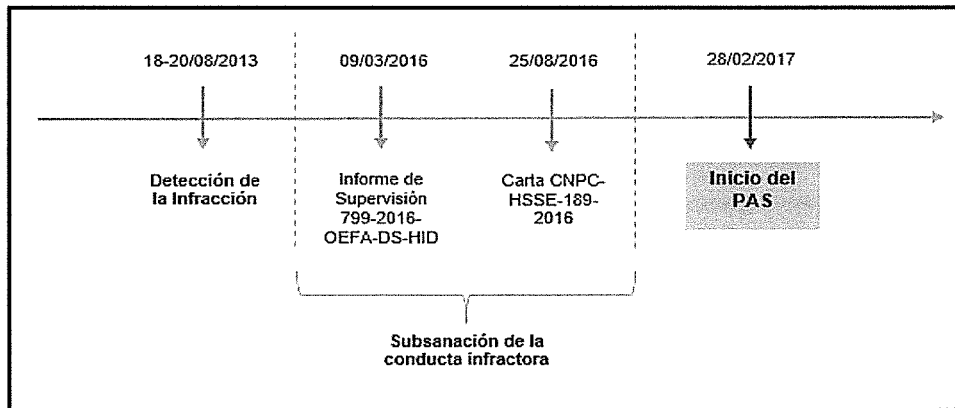 18-20/08/2013
09/03/2016
25/08/2016
28/02/2017
Detección de
la Infracción
Informe de
Supervisión
799-2016-
OEFA-DS-HID
Carta CNPC-
HSSE-189-
2016
Inicio del
PAS
Subsanación de la
conducta infractora